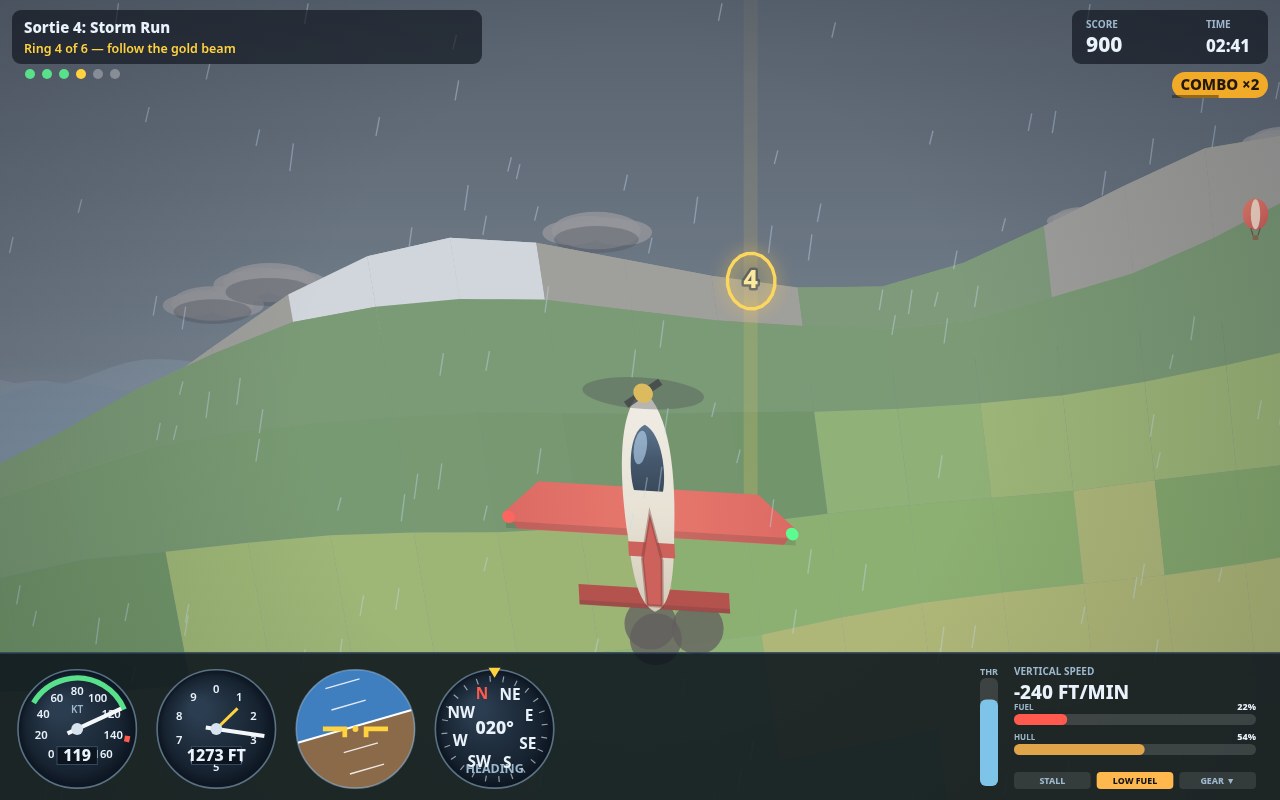 Sortie 4: Storm Run
Ring 4 of 6 — follow the gold beam
SCORE
900
TIME
02:41
COMBO ×2
4
0 20 40 60 80 100 120 140 60
KT
119
0 1 2 3 5 7 8 9
1273 FT
N NE E SE S SW W NW
020°
HEADING
THR
VERTICAL SPEED
-240 FT/MIN
FUEL 22%
HULL 54%
STALL
LOW FUEL
GEAR ▼